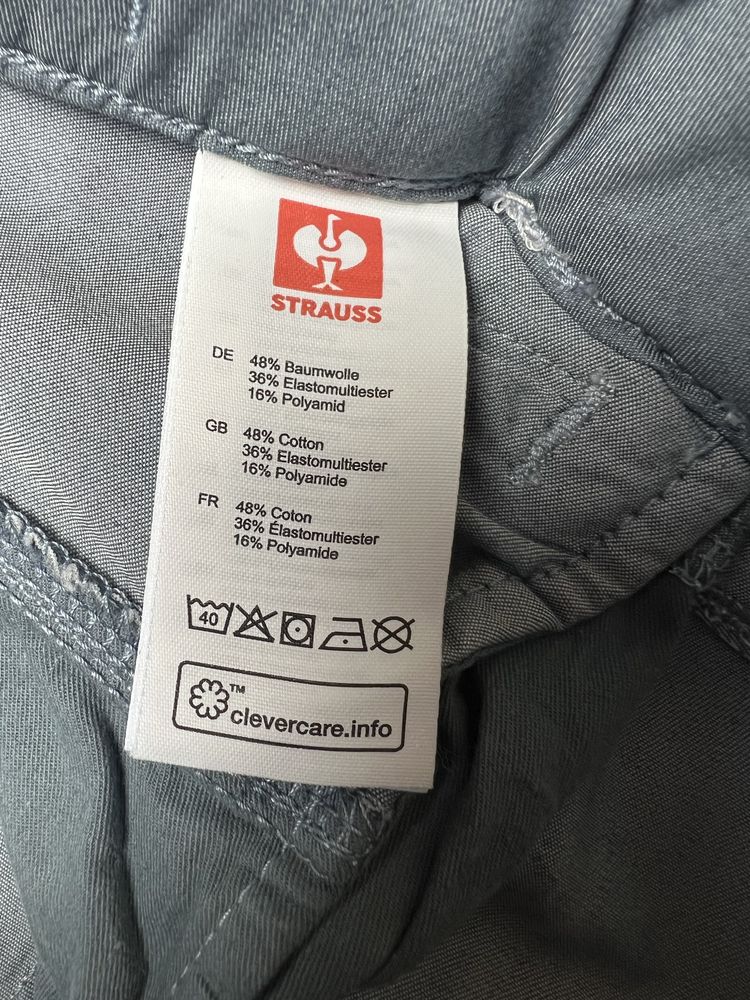 STRAUSS
DE 48% Baumwolle
36% Elastomultiester
16% Polyamid
GB 48% Cotton
36% Elastomultiester
16% Polyamide
FR 48% Coton
36% Élastomultiester
16% Polyamide
40
™
clevercare.info